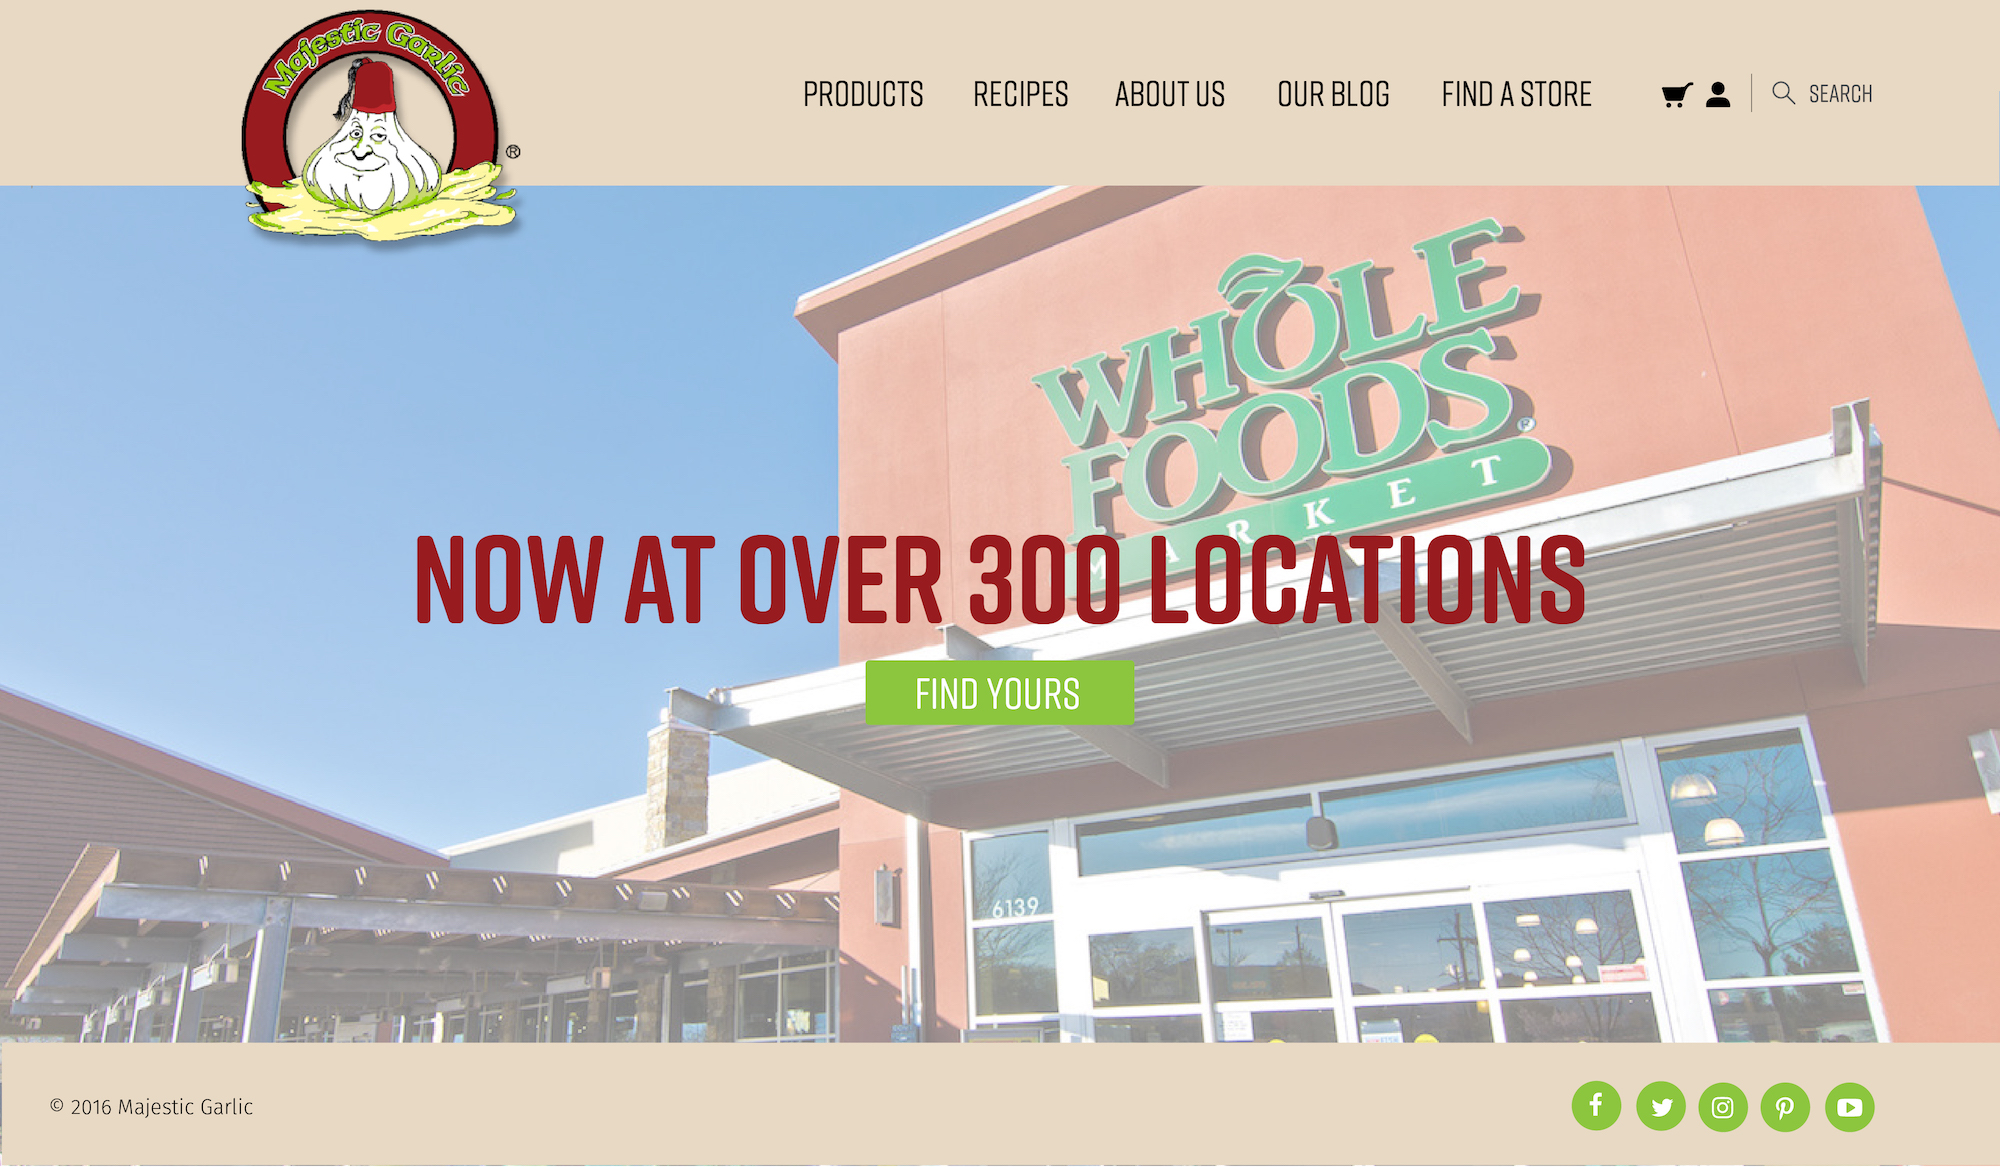 Majestic Garlic
®
PRODUCTS
RECIPES
ABOUT US
OUR BLOG
FIND A STORE
SEARCH
WHOLE
FOODS
®
MARKET
NOW AT OVER 300 LOCATIONS
FIND YOURS
6139
© 2016 Majestic Garlic